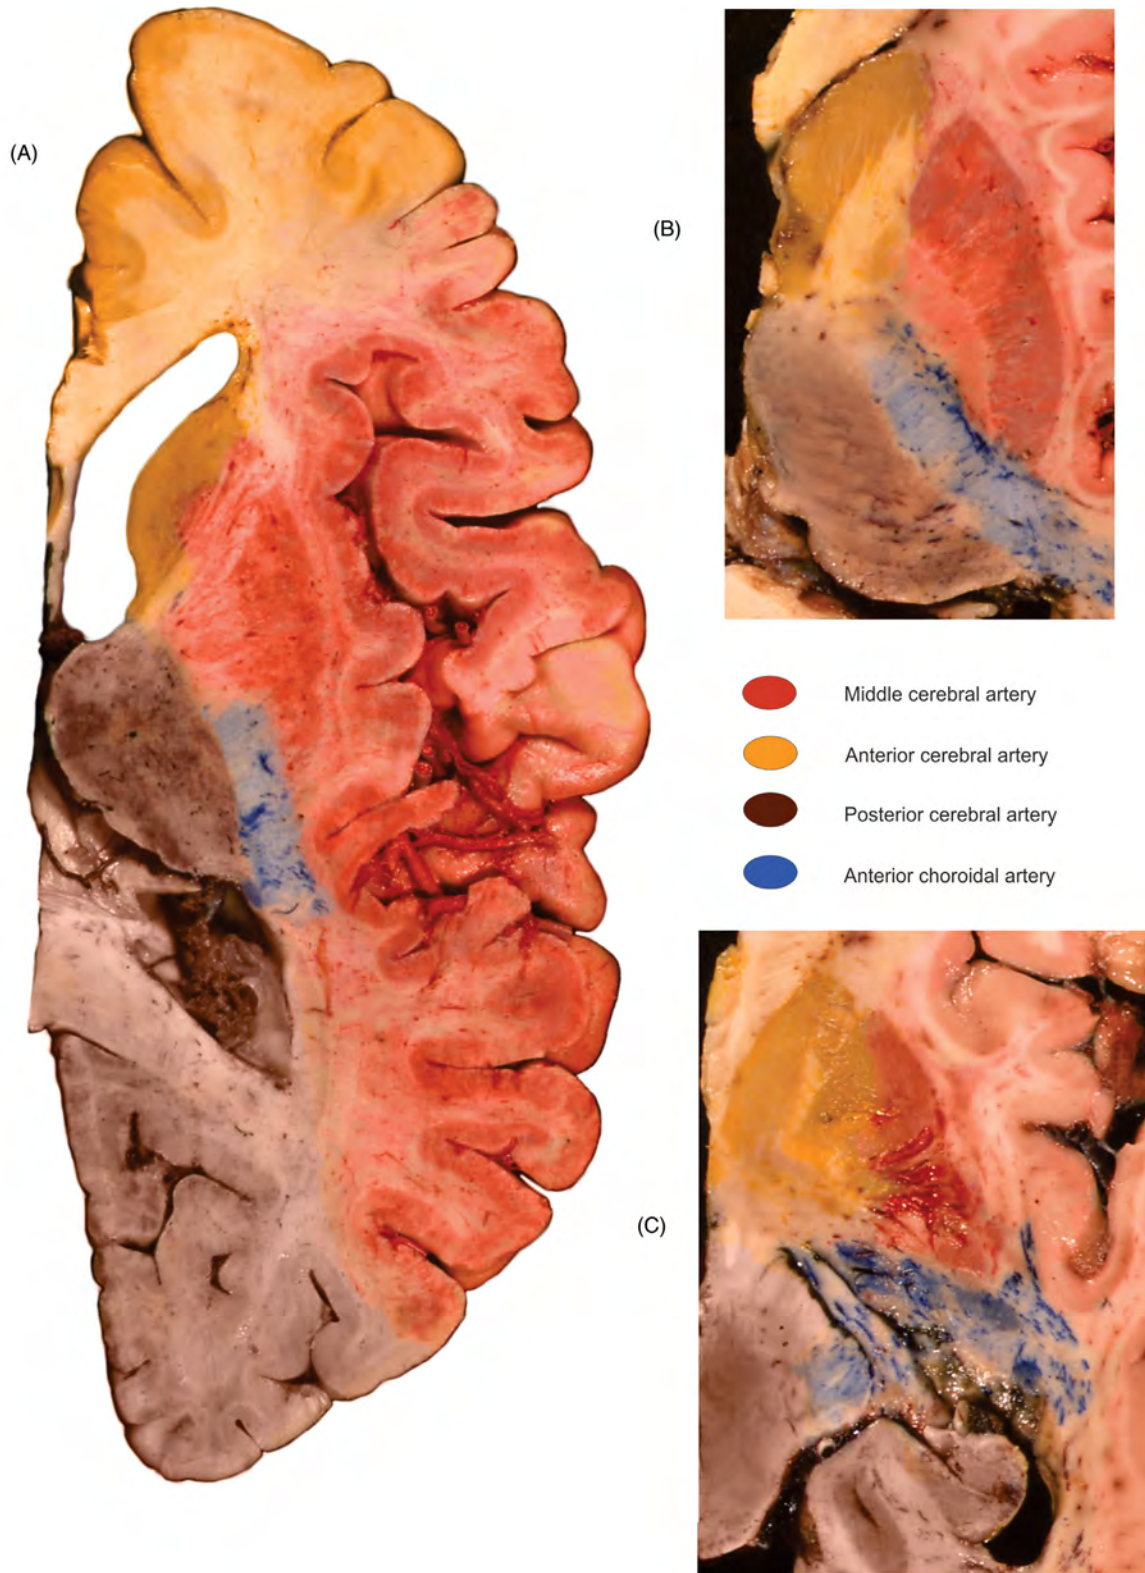 (A)
(B)
Middle cerebral artery
Anterior cerebral artery
Posterior cerebral artery
Anterior choroidal artery
(C)